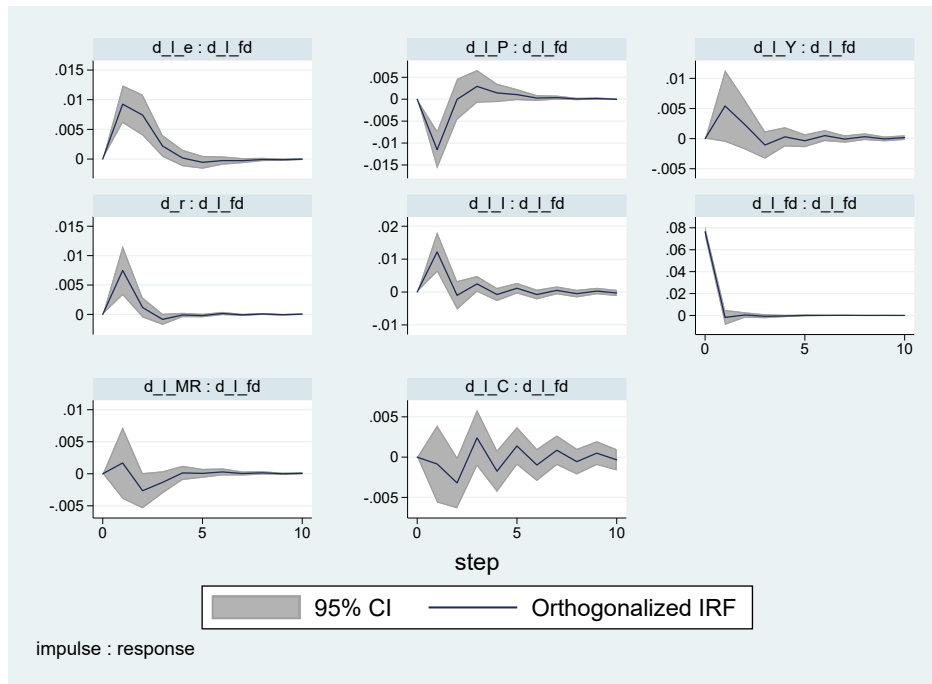 d_l_e : d_l_fd
.015
.01
.005
0
d_l_P : d_l_fd
.005
0
-.005
-.01
-.015
d_l_Y : d_l_fd
.01
.005
0
-.005
d_r : d_l_fd
.015
.01
.005
0
d_l_I : d_l_fd
.02
.01
0
-.01
d_l_fd : d_l_fd
.08
.06
.04
.02
0
0 5 10
d_l_MR : d_l_fd
.01
.005
0
-.005
0 5 10
d_l_C : d_l_fd
.005
0
-.005
0 5 10
step
95% CI Orthogonalized IRF
impulse : response